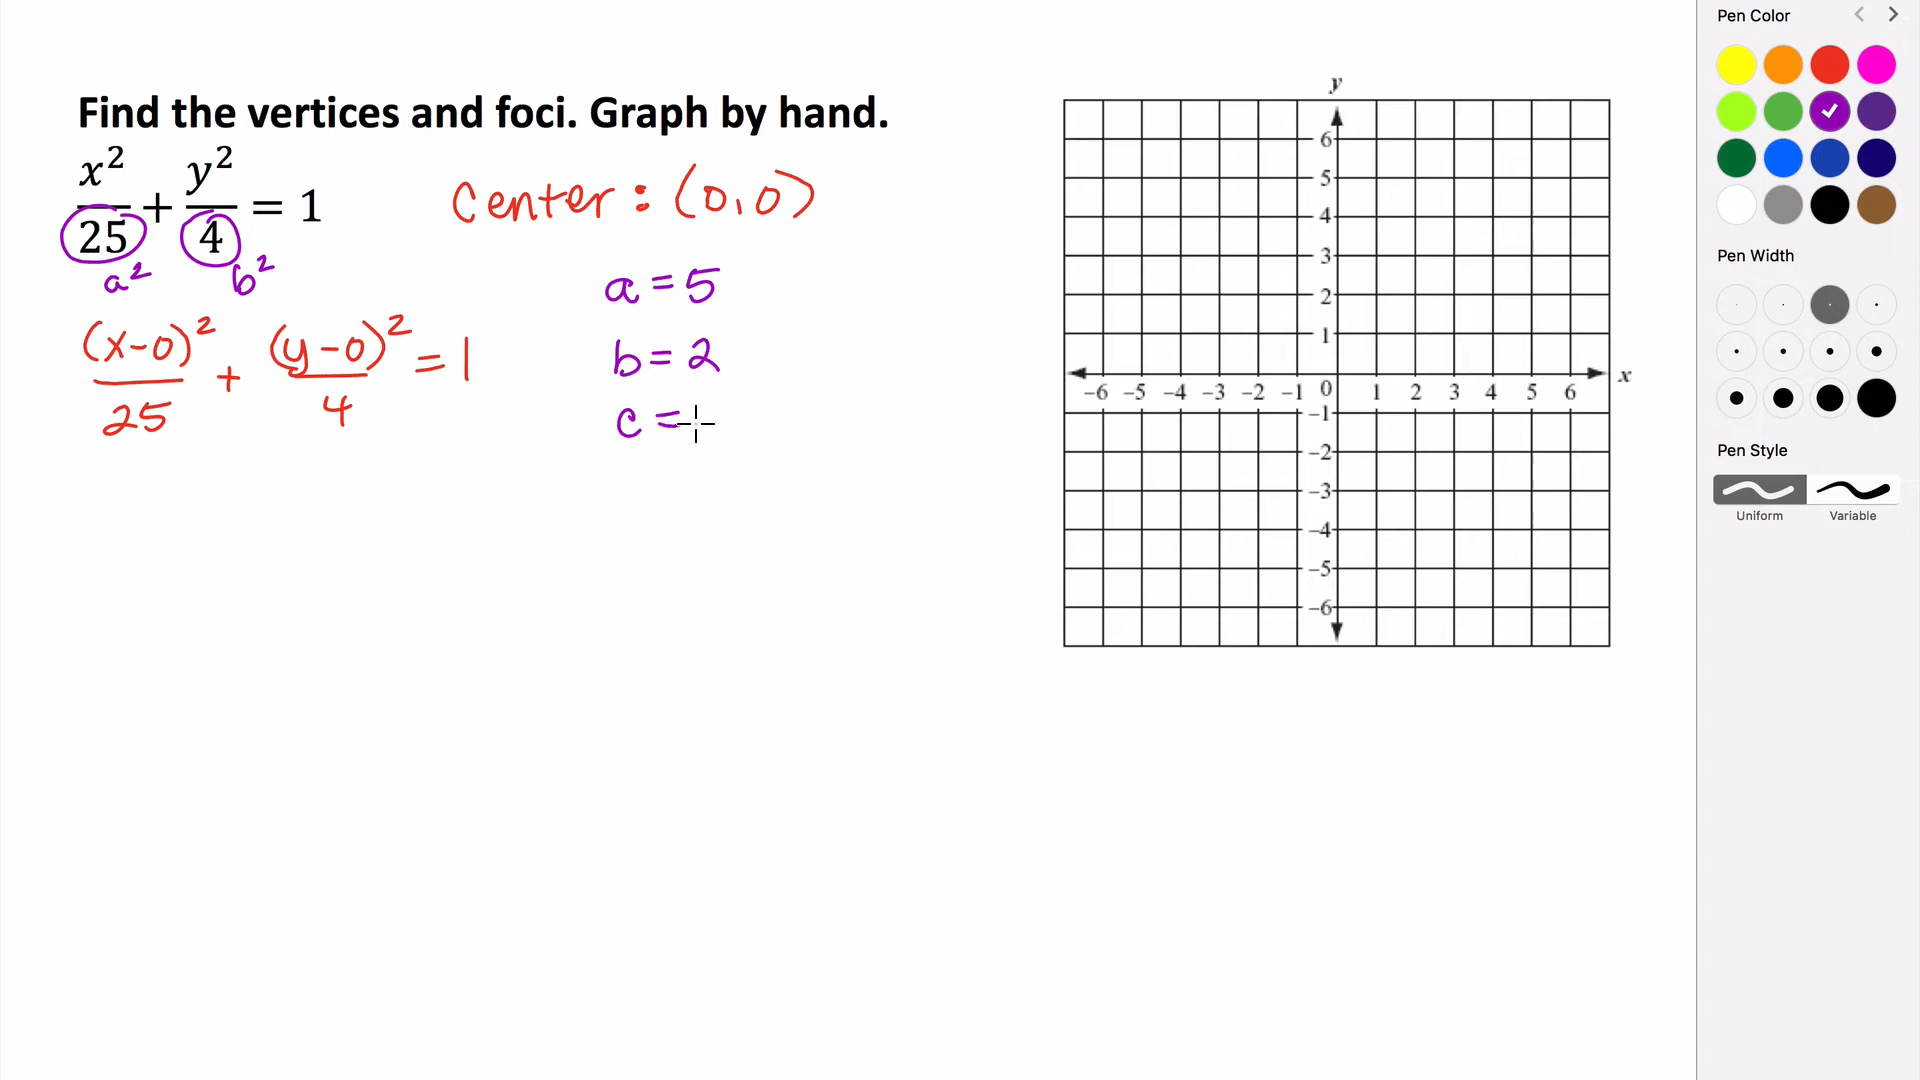 Find the vertices and foci. Graph by hand.
x²/25 + y²/4 = 1
a² b²
Center: (0,0)
a = 5
b = 2
c =
(x-0)²/25 + (y-0)²/4 = 1
y
6
5
4
3
2
1
−6 −5 −4 −3 −2 −1 0 1 2 3 4 5 6 x
−1
−2
−3
−4
−5
−6
Pen Color
Pen Width
Pen Style
Uniform Variable